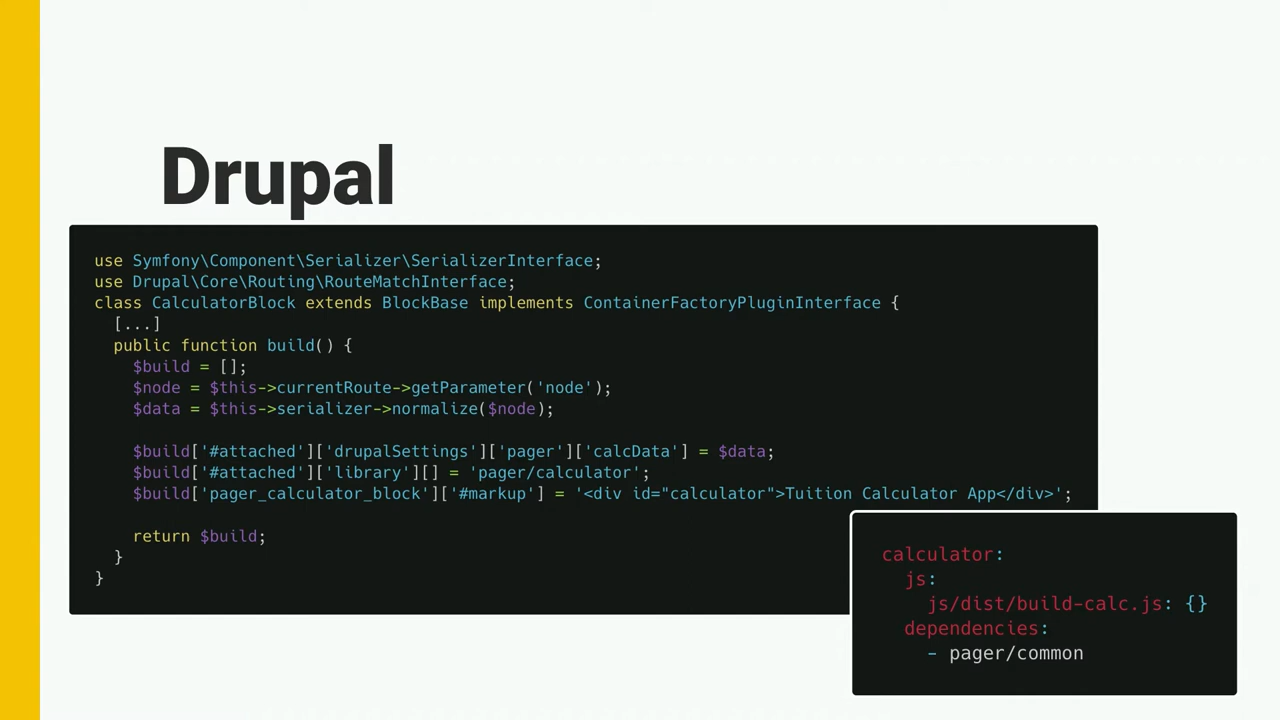 Drupal
use Symfony\Component\Serializer\SerializerInterface;
use Drupal\Core\Routing\RouteMatchInterface;
class CalculatorBlock extends BlockBase implements ContainerFactoryPluginInterface {
  [...]
  public function build() {
    $build = [];
    $node = $this->currentRoute->getParameter('node');
    $data = $this->serializer->normalize($node);
    $build['#attached']['drupalSettings']['pager']['calcData'] = $data;
    $build['#attached']['library'][] = 'pager/calculator';
    $build['pager_calculator_block']['#markup'] = '<div id="calculator">Tuition Calculator App</div>';
    return $build;
  }
}
calculator:
  js:
    js/dist/build-calc.js: {}
  dependencies:
    - pager/common